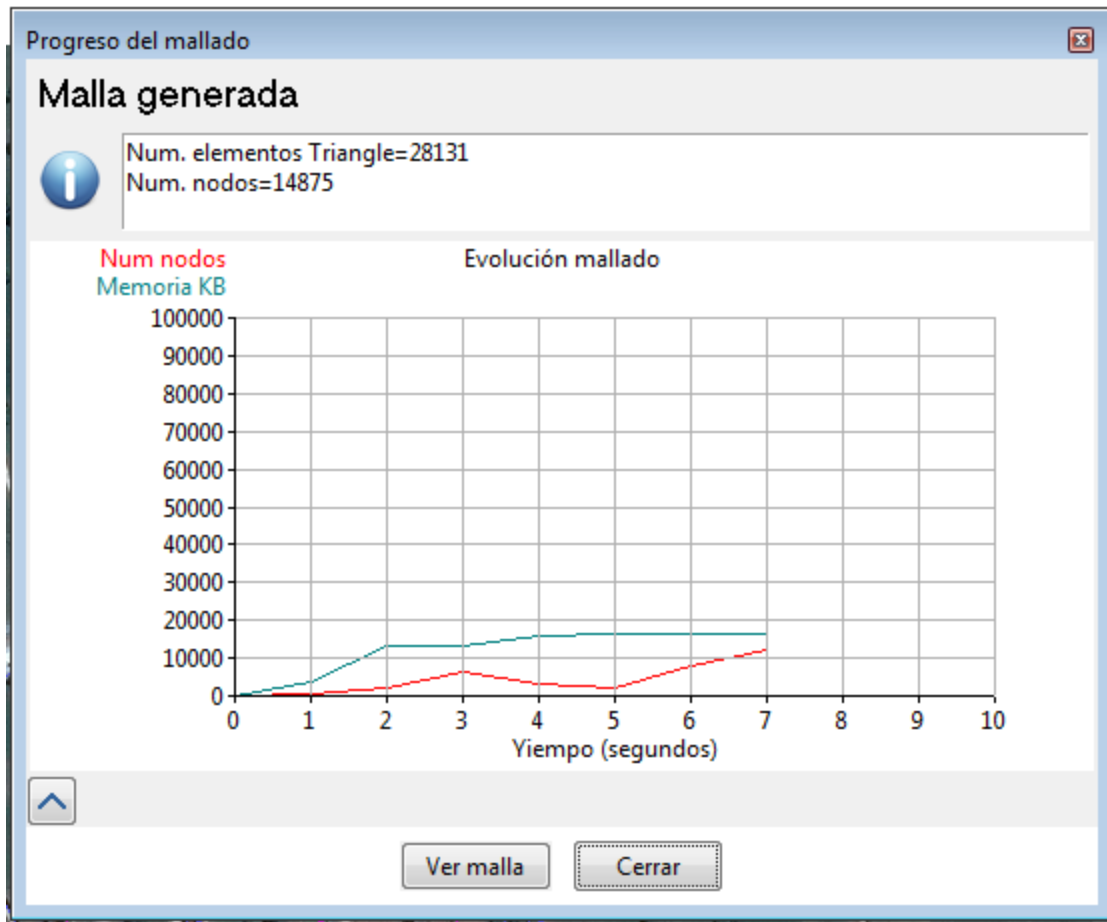 Progreso del mallado
Malla generada
Num. elementos Triangle=28131
Num. nodos=14875
Num nodos
Evolución mallado
Memoria KB
100000
90000
80000
70000
60000
50000
40000
30000
20000
10000
0
0 1 2 3 4 5 6 7 8 9 10
Yiempo (segundos)
Ver malla
Cerrar